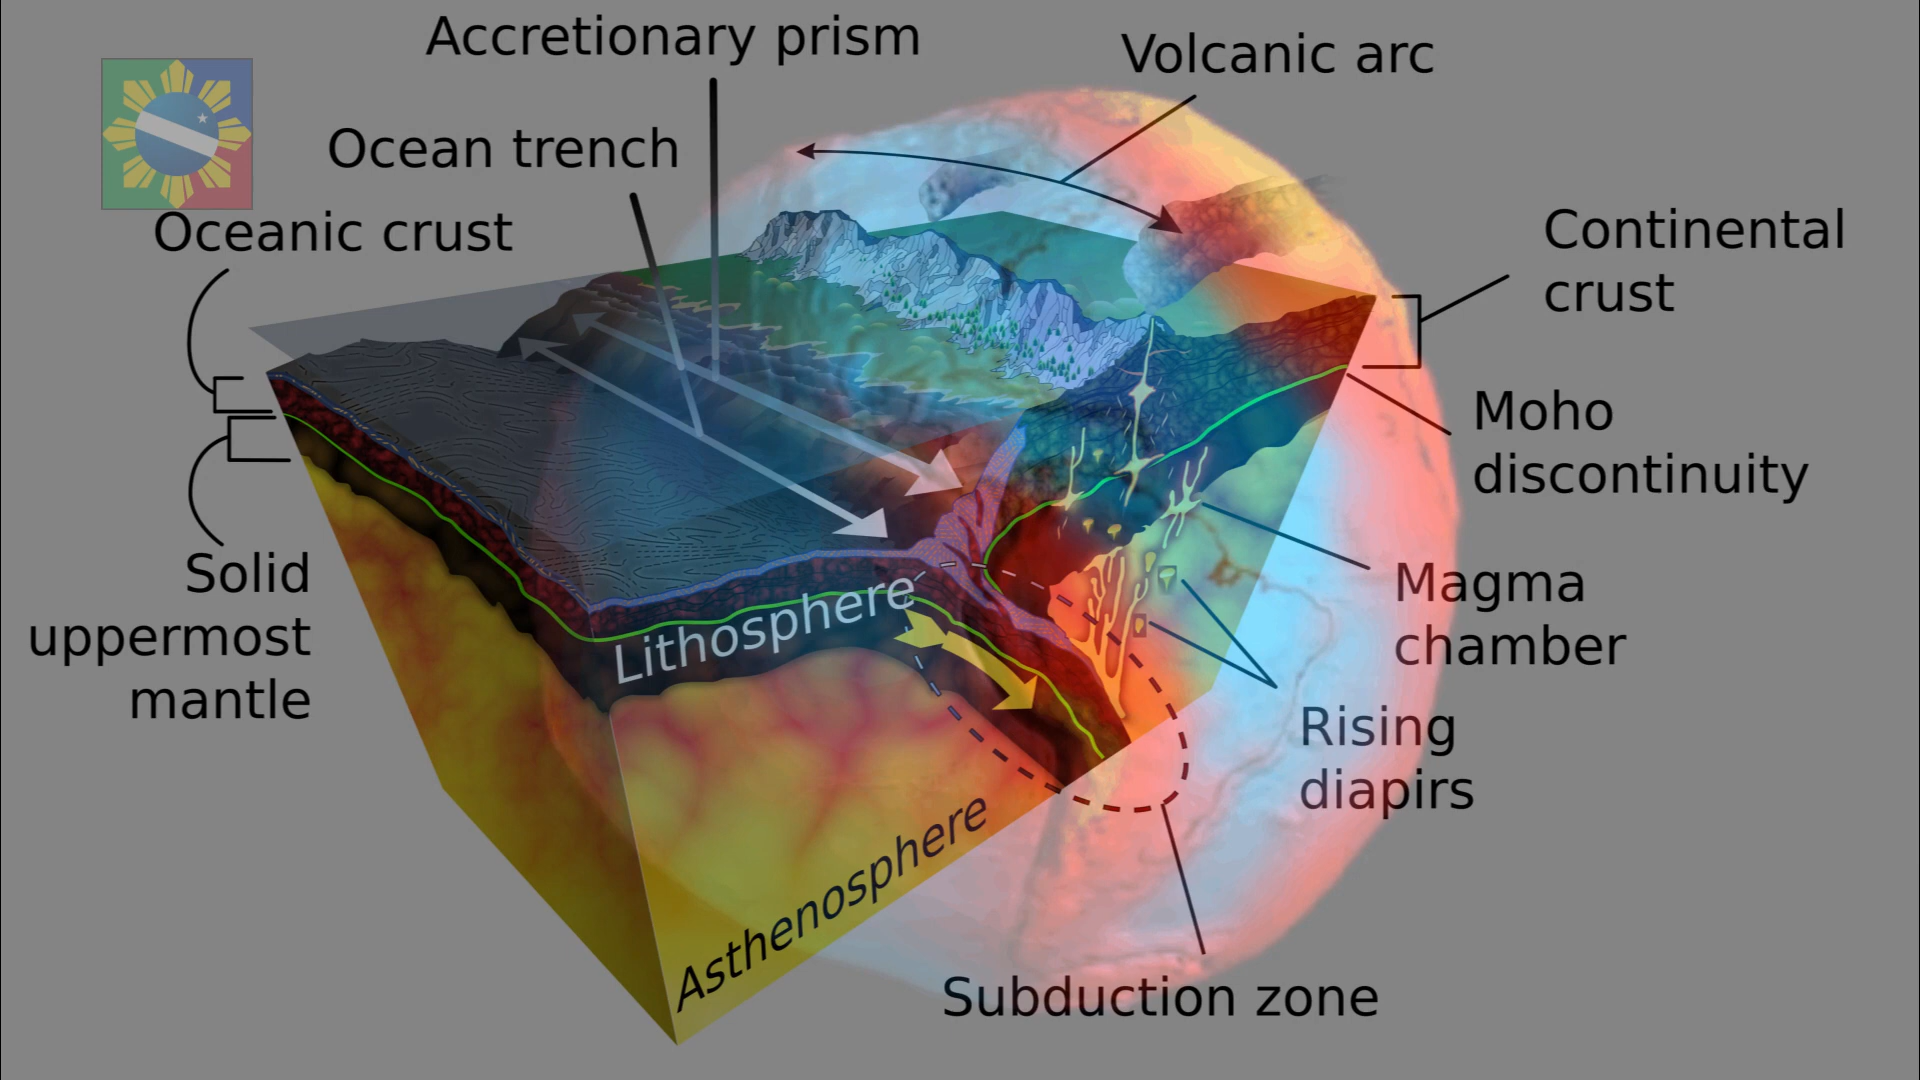 Accretionary prism
Volcanic arc
Ocean trench
Oceanic crust
Continental
crust
Moho
discontinuity
Solid
uppermost
mantle
Lithosphere
Magma
chamber
Rising
diapirs
Asthenosphere
Subduction zone